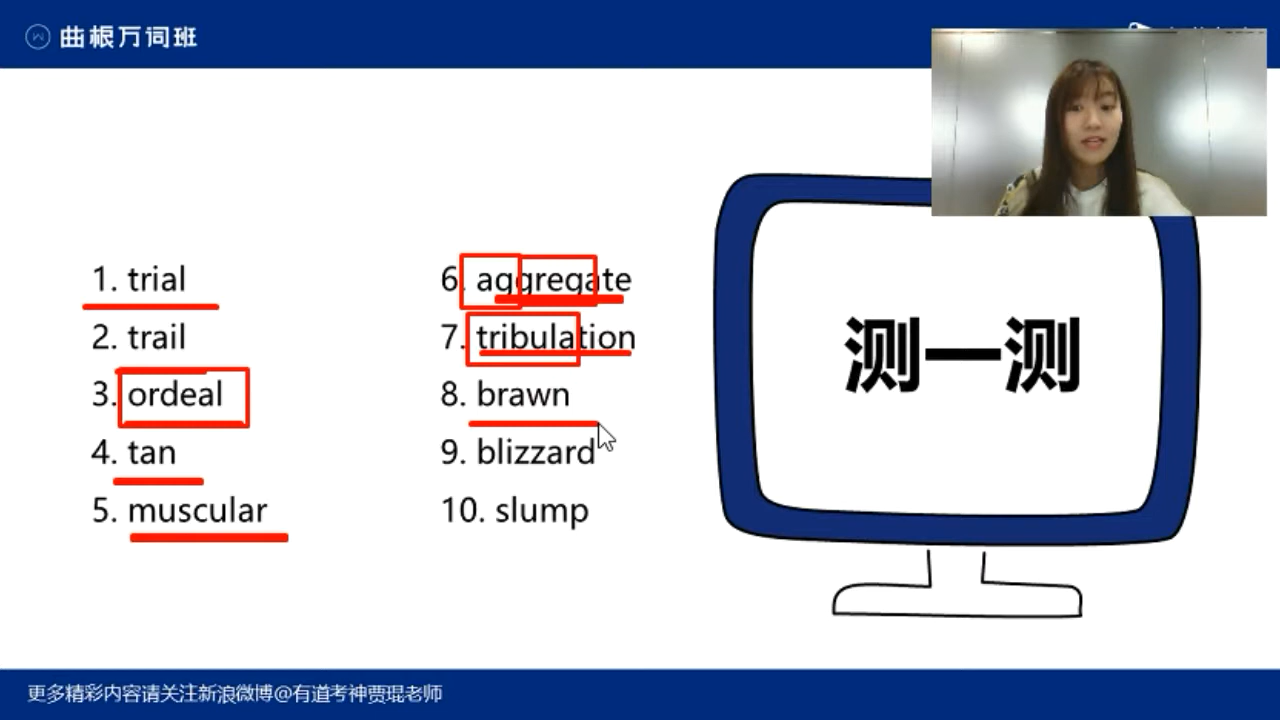 曲根万词班
1. trial
2. trail
3. ordeal
4. tan
5. muscular
6. aggregate
7. tribulation
8. brawn
9. blizzard
10. slump
测一测
更多精彩内容请关注新浪微博@有道考神贾琨老师